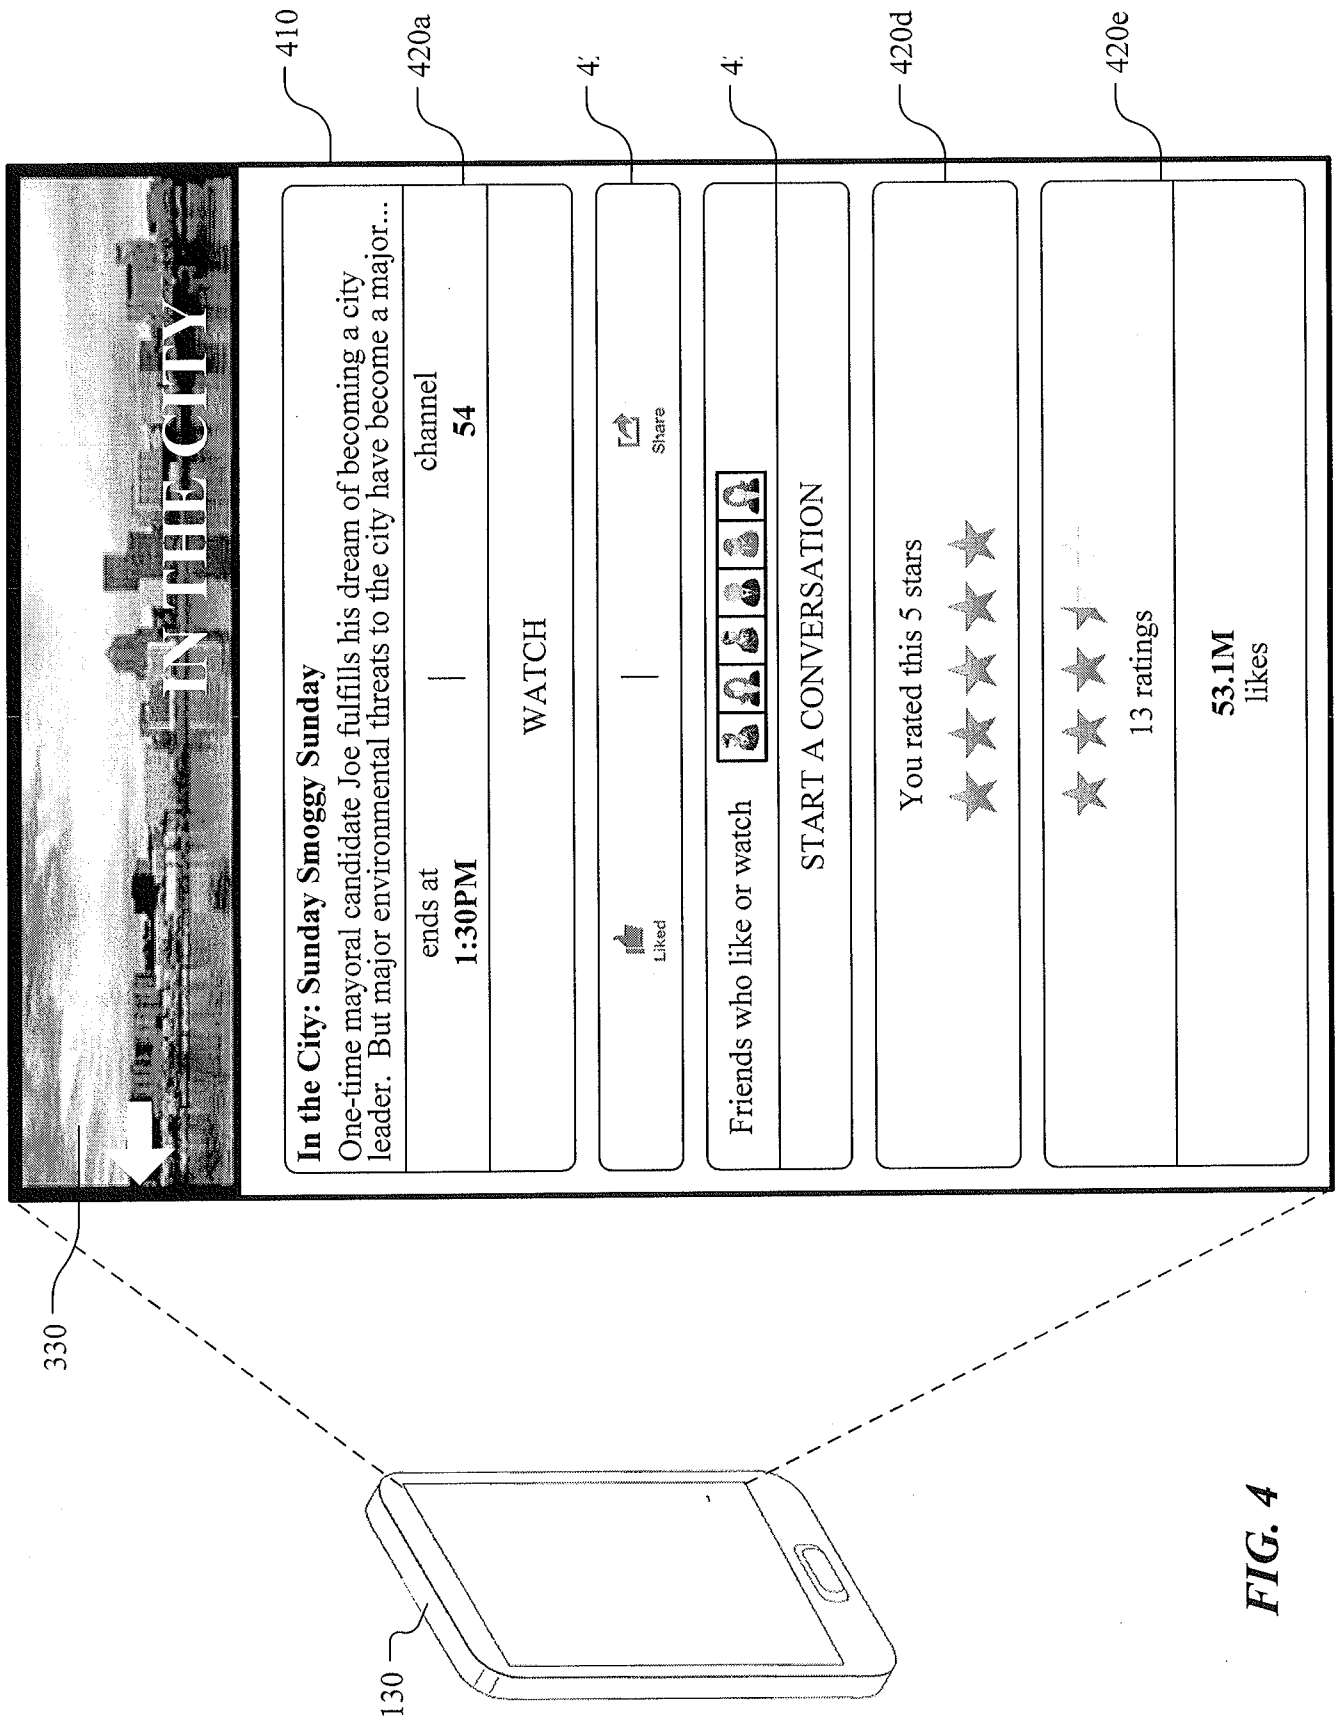 330
IN THE CITY
410
In the City: Sunday Smoggy Sunday
One-time mayoral candidate Joe fulfills his dream of becoming a city
leader. But major environmental threats to the city have become a major...
ends at
1:30PM
channel
54
420a
WATCH
Liked
Share
Friends who like or watch
START A CONVERSATION
You rated this 5 stars
420d
13 ratings
420e
53.1M
likes
130
FIG. 4